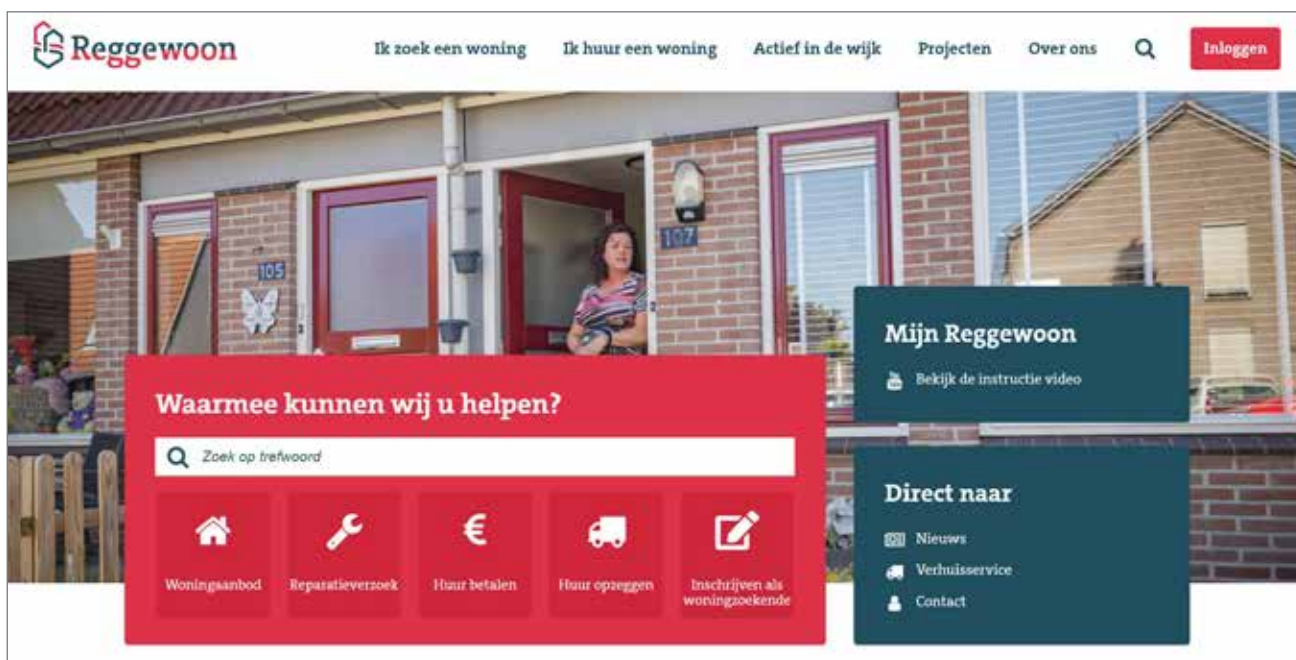 Reggewoon
Ik zoek een woning
Ik huur een woning
Actief in de wijk
Projecten
Over ons
Inloggen
105
107
Mijn Reggewoon
Bekijk de instructie video
Waarmee kunnen wij u helpen?
Zoek op trefwoord
Woningaanbod
Reparatieverzoek
Huur betalen
Huur opzeggen
Inschrijven als
woningzoekende
Direct naar
Nieuws
Verhuisservice
Contact